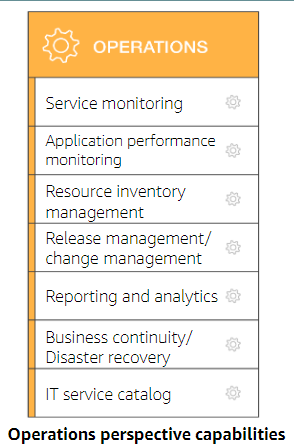 OPERATIONS
Service monitoring
Application performance
monitoring
Resource inventory
management
Release management/
change management
Reporting and analytics
Business continuity/
Disaster recovery
IT service catalog
Operations perspective capabilities